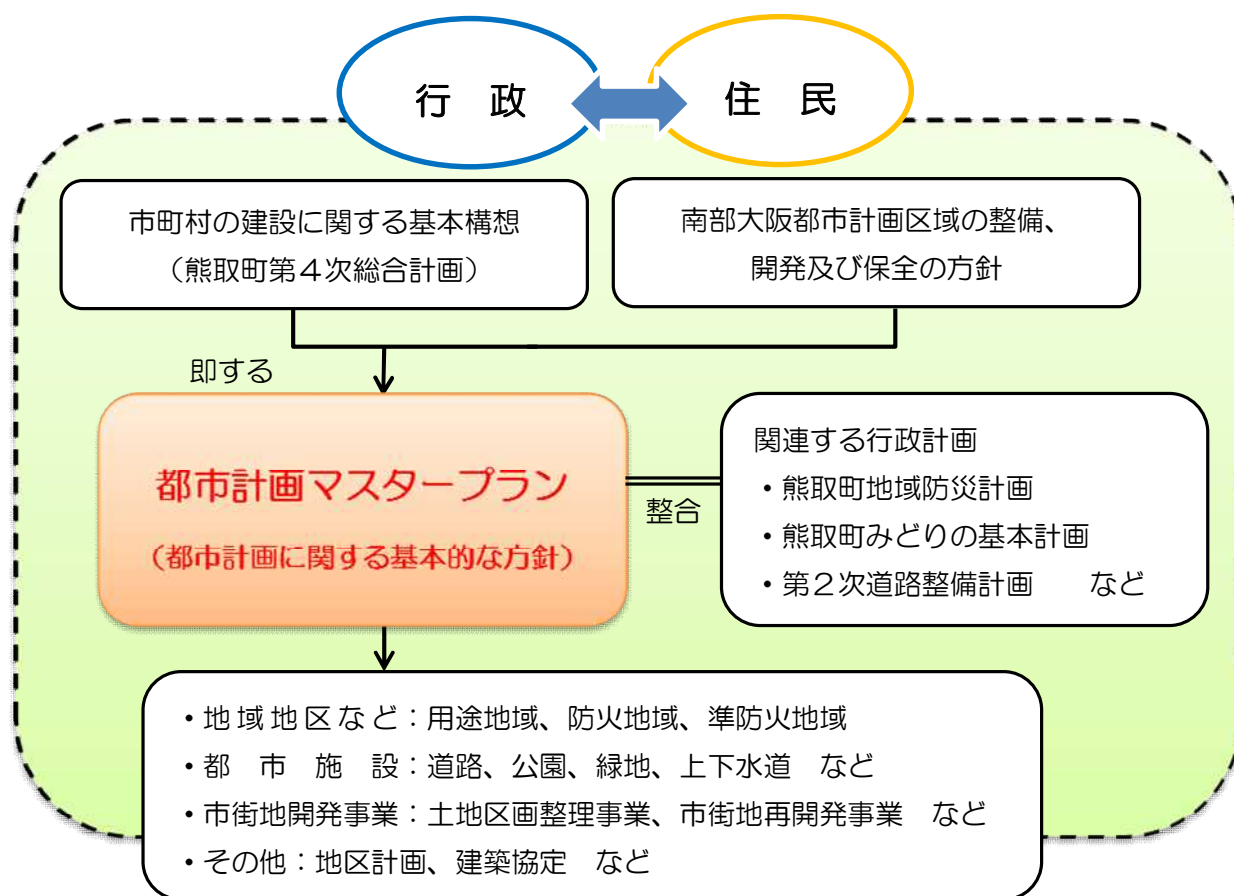 行 政
住 民
市町村の建設に関する基本構想
（熊取町第４次総合計画）
南部大阪都市計画区域の整備、
開発及び保全の方針
即する
都市計画マスタープラン
（都市計画に関する基本的な方針）
整合
関連する行政計画
・熊取町地域防災計画
・熊取町みどりの基本計画
・第２次道路整備計画　など
・地域地区など：用途地域、防火地域、準防火地域
・都 市 施 設：道路、公園、緑地、上下水道　など
・市街地開発事業：土地区画整理事業、市街地再開発事業　など
・その他：地区計画、建築協定　など